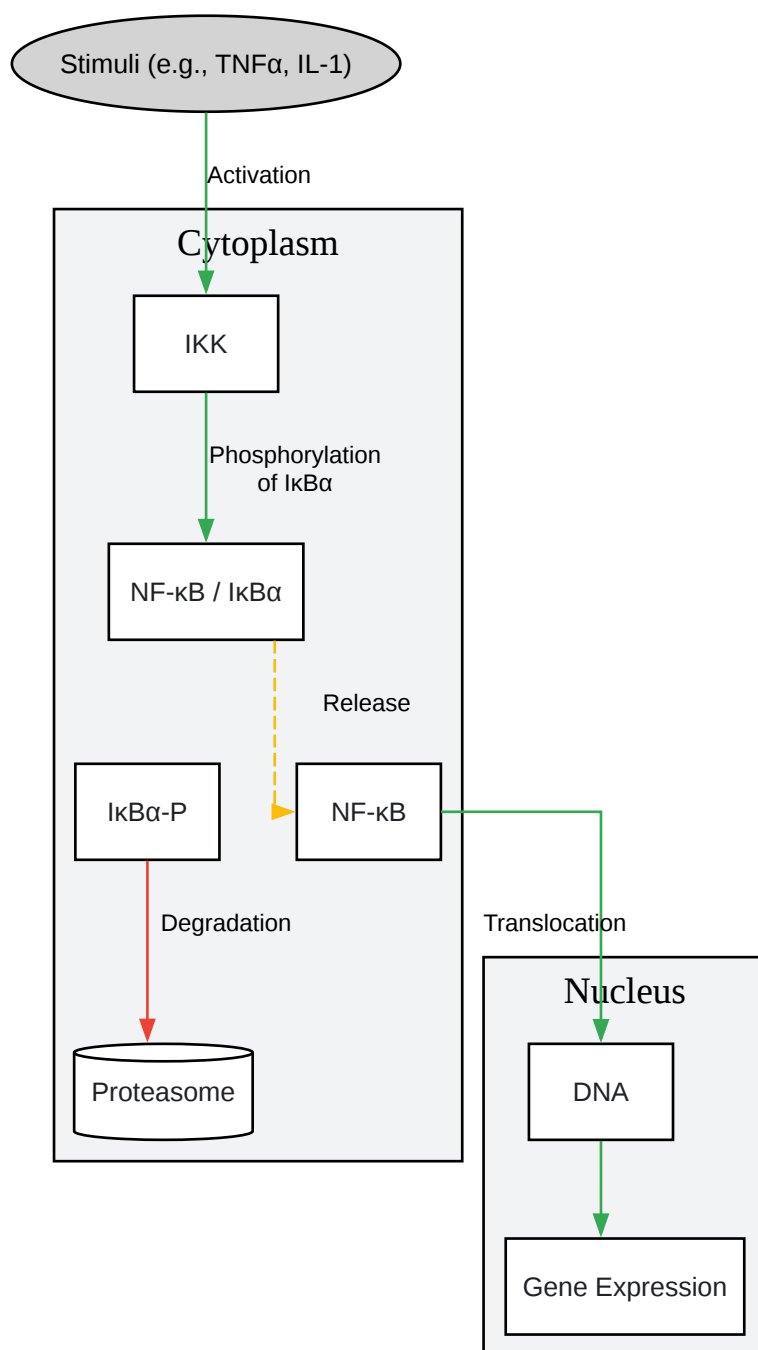 Stimuli (e.g., TNFα, IL-1)
Activation
Cytoplasm
IKK
Phosphorylation
of IκBα
NF-κB / IκBα
Release
IκBα-P
NF-κB
Degradation
Translocation
Nucleus
Proteasome
DNA
Gene Expression